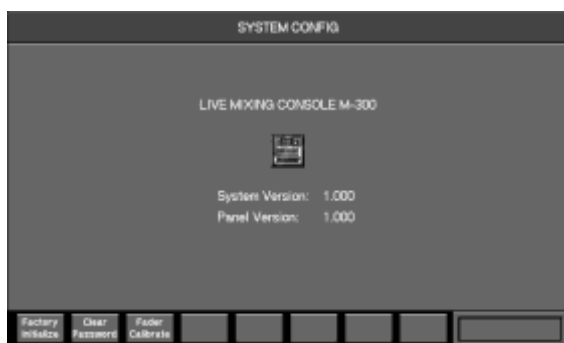 SYSTEM CONFIG
LIVE MIXING CONSOLE M-300
System Version: 1.000
Panel Version: 1.000
Factory Initialize
Clear Password
Fader Calibrate